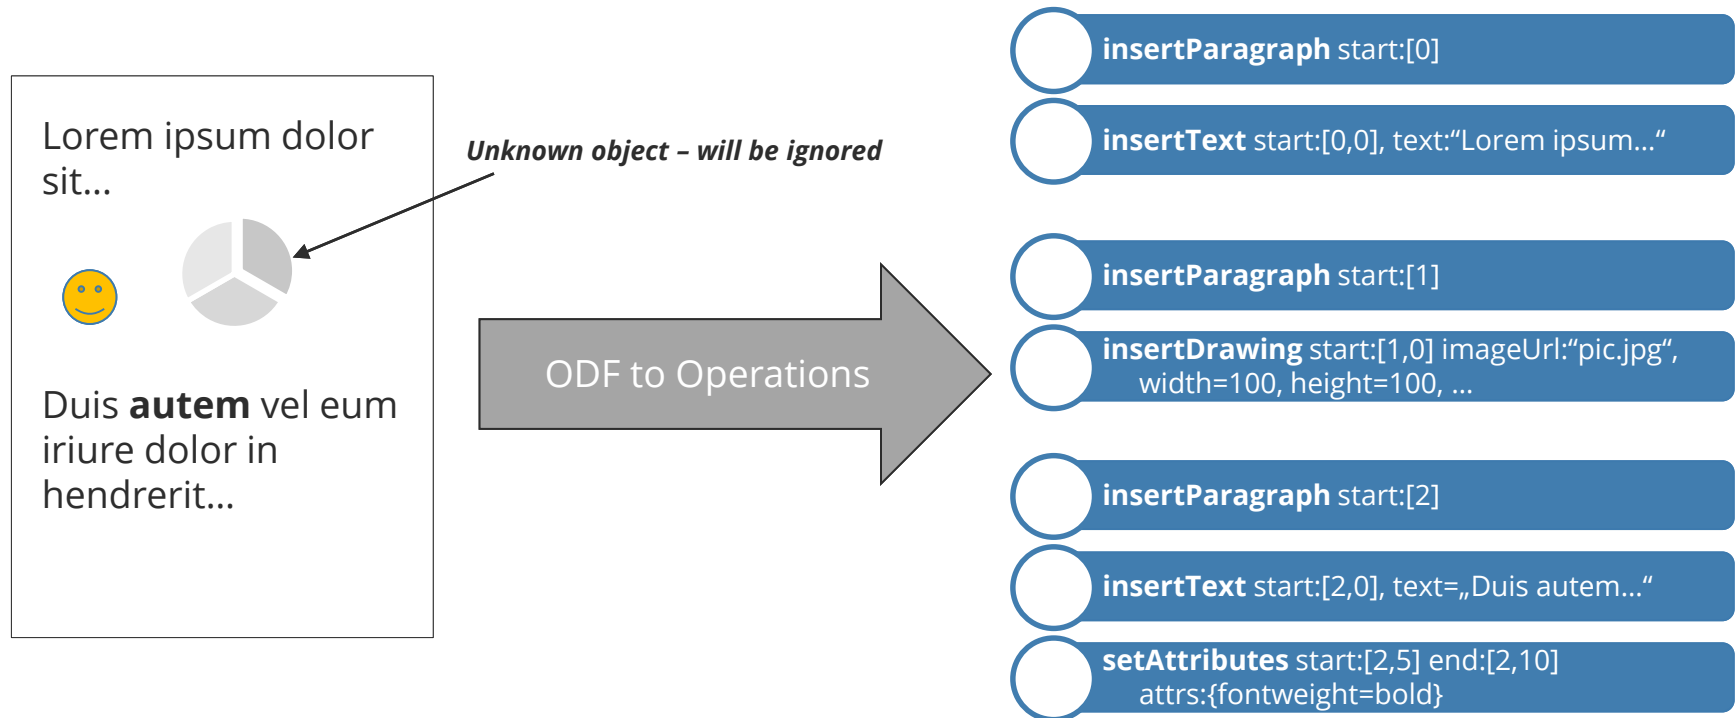 Lorem ipsum dolor
sit...
Duis autem vel eum
iriure dolor in
hendrerit...
Unknown object – will be ignored
ODF to Operations
insertParagraph start:[0]
insertText start:[0,0], text:“Lorem ipsum...“
insertParagraph start:[1]
insertDrawing start:[1,0] imageUrl:“pic.jpg“,
width=100, height=100, ...
insertParagraph start:[2]
insertText start:[2,0], text=„Duis autem...“
setAttributes start:[2,5] end:[2,10]
attrs:{fontweight=bold}